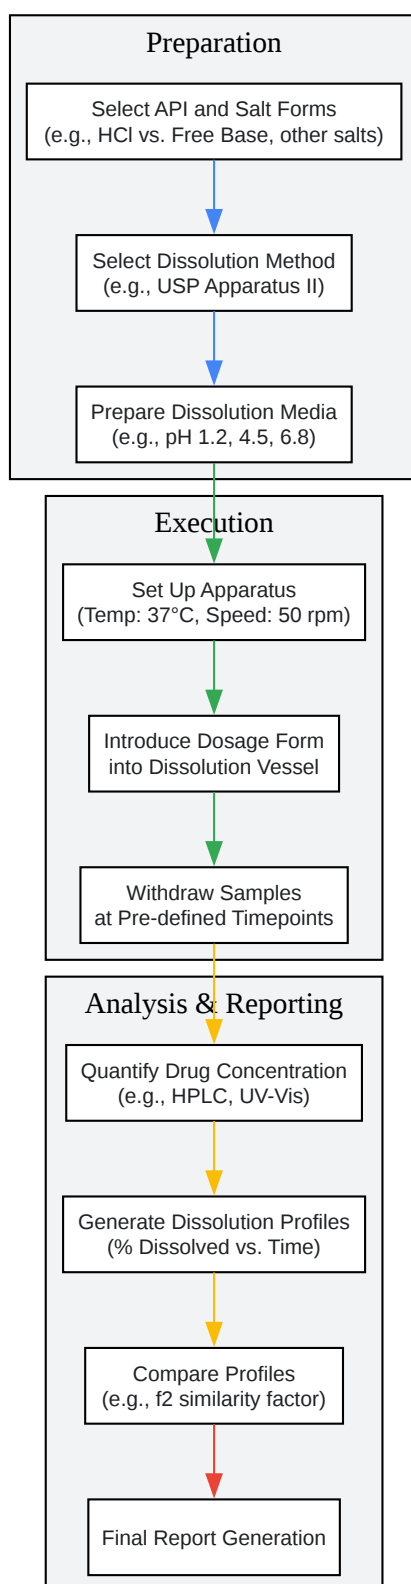 Preparation
Select API and Salt Forms
(e.g., HCl vs. Free Base, other salts)
Select Dissolution Method
(e.g., USP Apparatus II)
Prepare Dissolution Media
(e.g., pH 1.2, 4.5, 6.8)
Execution
Set Up Apparatus
(Temp: 37°C, Speed: 50 rpm)
Introduce Dosage Form
into Dissolution Vessel
Withdraw Samples
at Pre-defined Timepoints
Analysis & Reporting
Quantify Drug Concentration
(e.g., HPLC, UV-Vis)
Generate Dissolution Profiles
(% Dissolved vs. Time)
Compare Profiles
(e.g., f2 similarity factor)
Final Report Generation